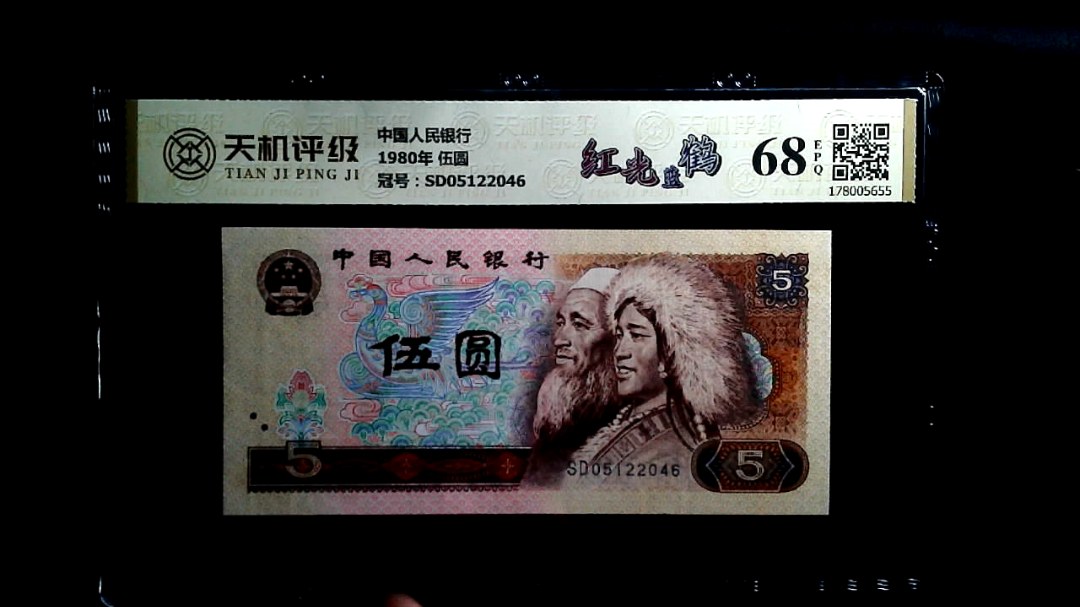 天机评级
TIAN JI PING JI
中国人民银行
1980年 伍圆
冠号：SD05122046
红光蓝鹤
68
EPQ
178005655
中国人民银行
5
伍圆
5
SD05122046
5